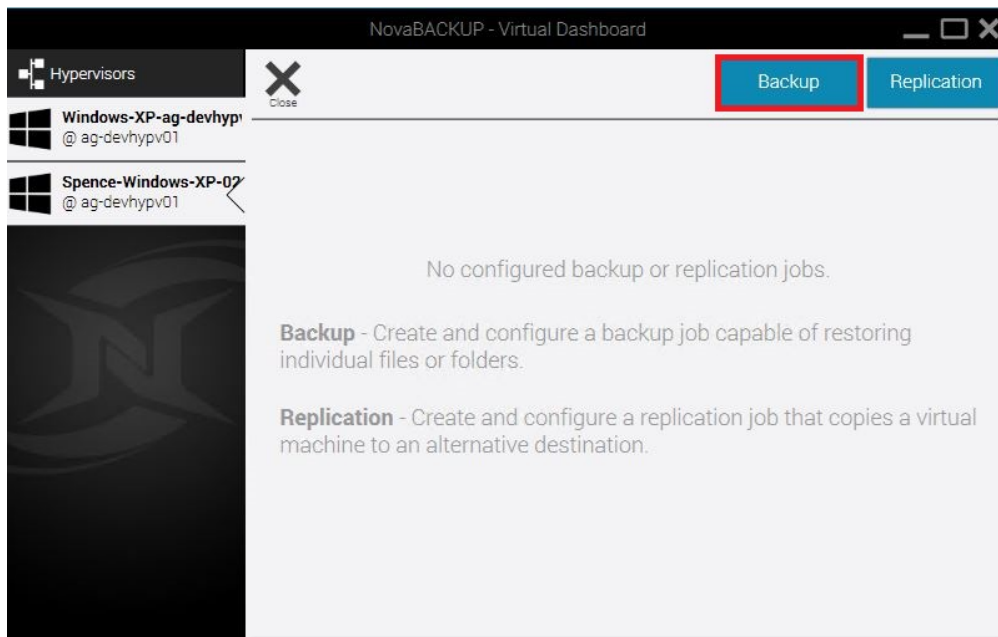 NovaBACKUP - Virtual Dashboard
Hypervisors
Close
Backup
Replication
Windows-XP-ag-devhypv
@ ag-devhypv01
Spence-Windows-XP-02
@ ag-devhypv01
No configured backup or replication jobs.
Backup - Create and configure a backup job capable of restoring
individual files or folders.
Replication - Create and configure a replication job that copies a virtual
machine to an alternative destination.